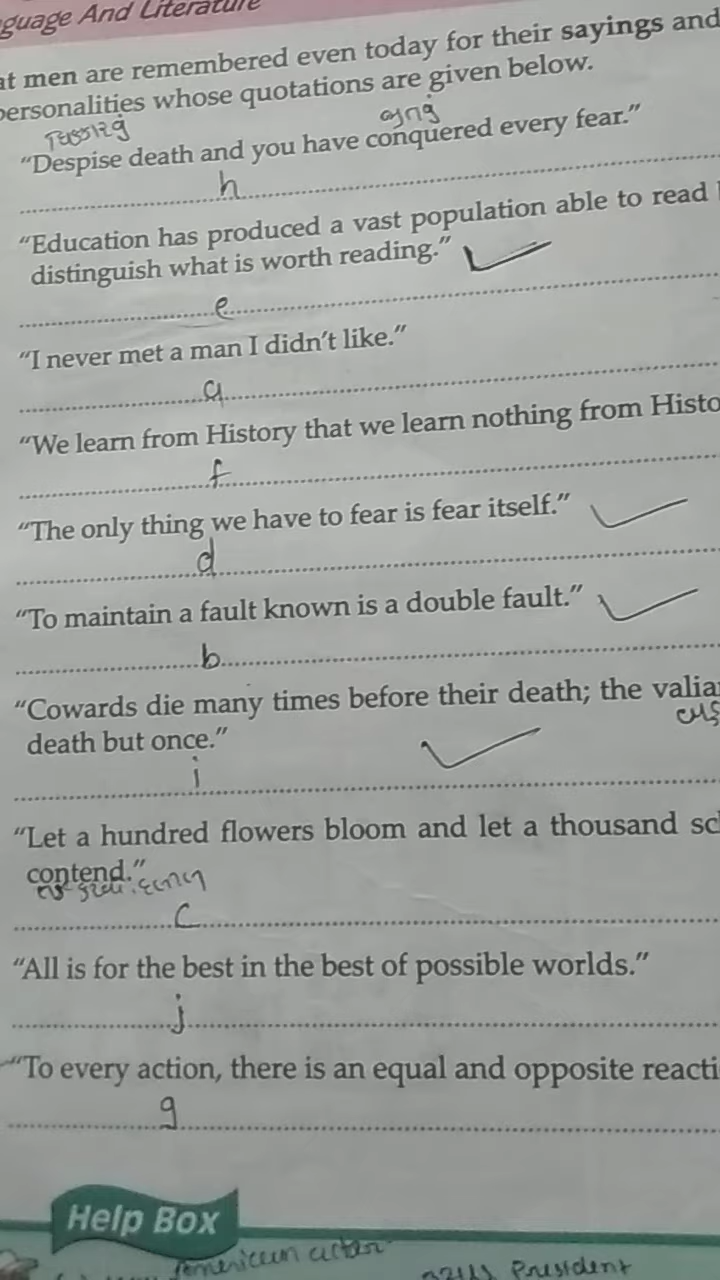 guage And Literature
at men are remembered even today for their sayings and
personalities whose quotations are given below.
“Despise death and you have conquered every fear.”
h
“Education has produced a vast population able to read
distinguish what is worth reading.”
e
“I never met a man I didn’t like.”
a
“We learn from History that we learn nothing from Histo
f
“The only thing we have to fear is fear itself.”
d
“To maintain a fault known is a double fault.”
b
“Cowards die many times before their death; the valia
death but once.”
i
“Let a hundred flowers bloom and let a thousand sc
contend.”
c
“All is for the best in the best of possible worlds.”
j
“To every action, there is an equal and opposite reacti
g
Help Box
American actor
President